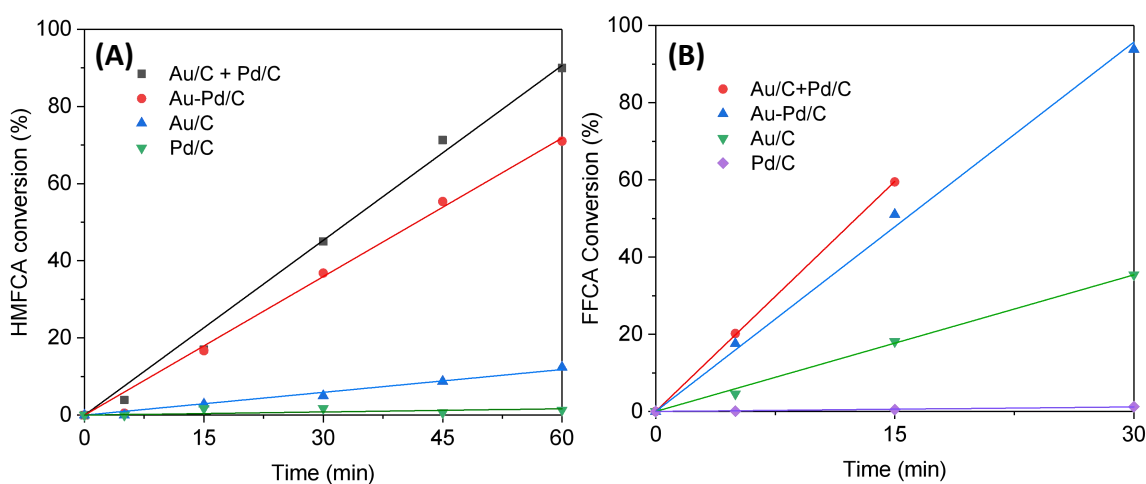 (A)
Au/C + Pd/C
Au-Pd/C
Au/C
Pd/C
HMFCA conversion (%)
100
80
60
40
20
0
0 15 30 45 60
Time (min)
(B)
Au/C+Pd/C
Au-Pd/C
Au/C
Pd/C
FFCA Conversion (%)
100
80
60
40
20
0
0 15 30
Time (min)